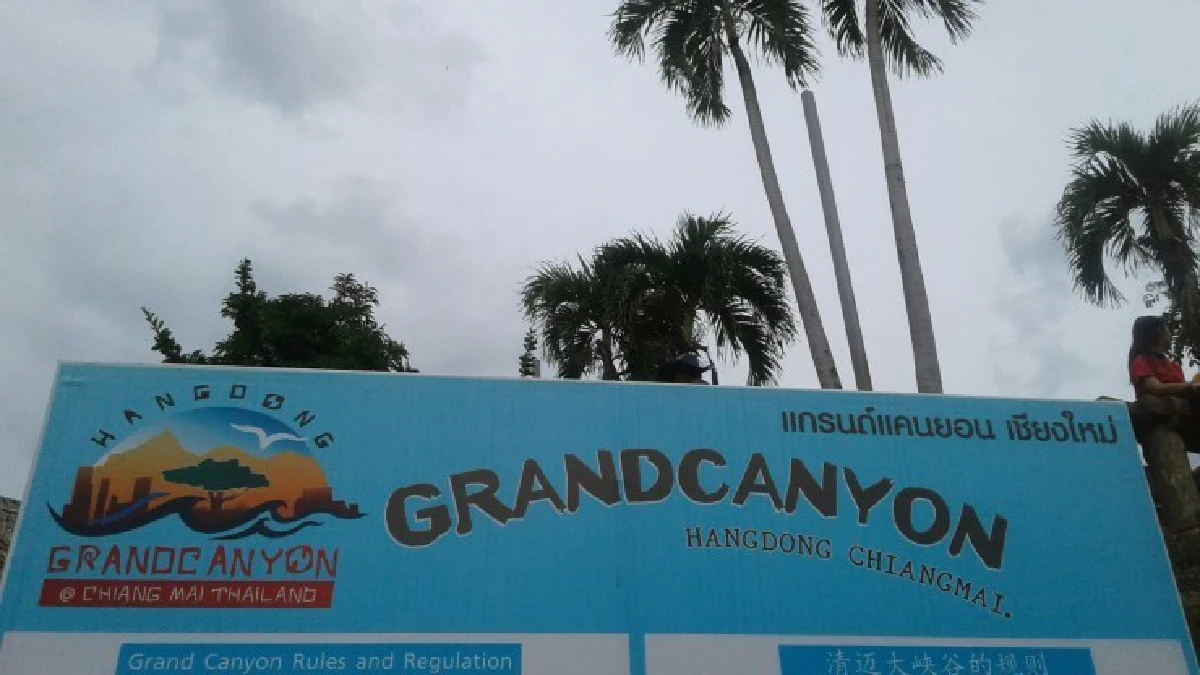 HANGDONG
GRANDCANYON
@ CHIANG MAI THAILAND
แกรนด์แคนยอน เชียงใหม่
GRANDCANYON
HANGDONG CHIANGMAI.
Grand Canyon Rules and Regulation
清迈大峡谷的规则